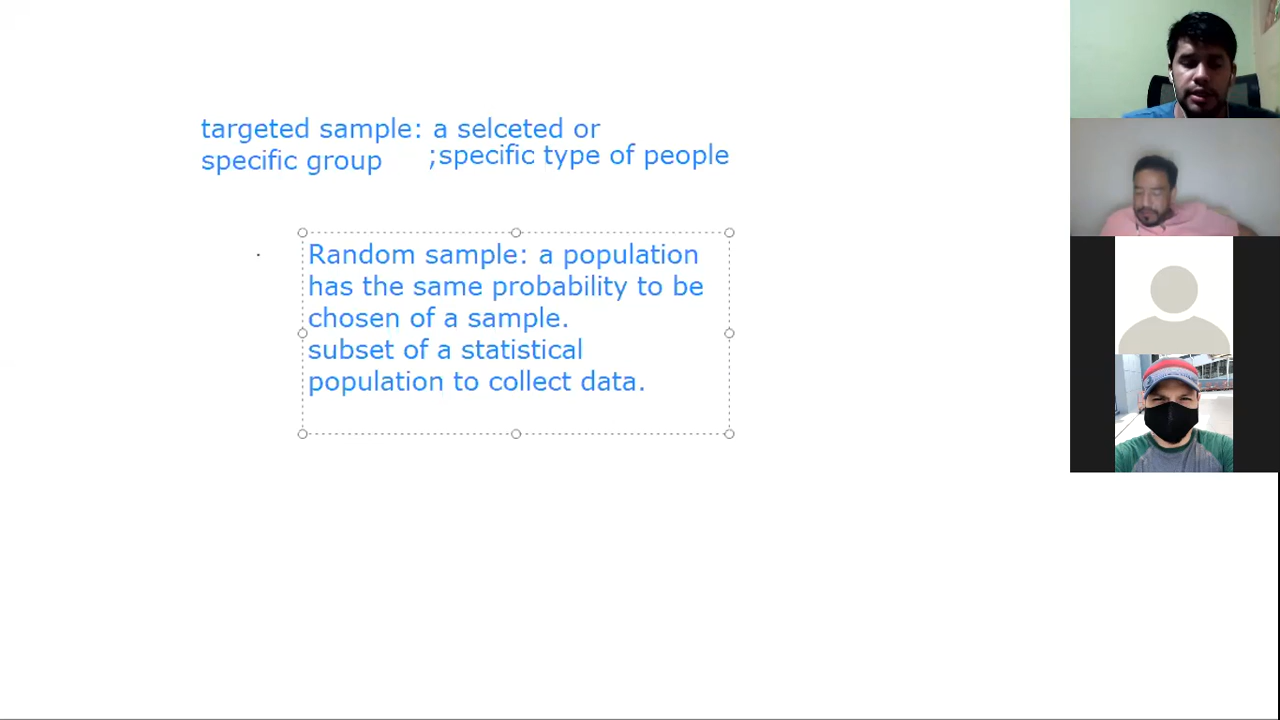 targeted sample: a selceted or
specific group
;specific type of people
Random sample: a population
has the same probability to be
chosen of a sample.
subset of a statistical
population to collect data.